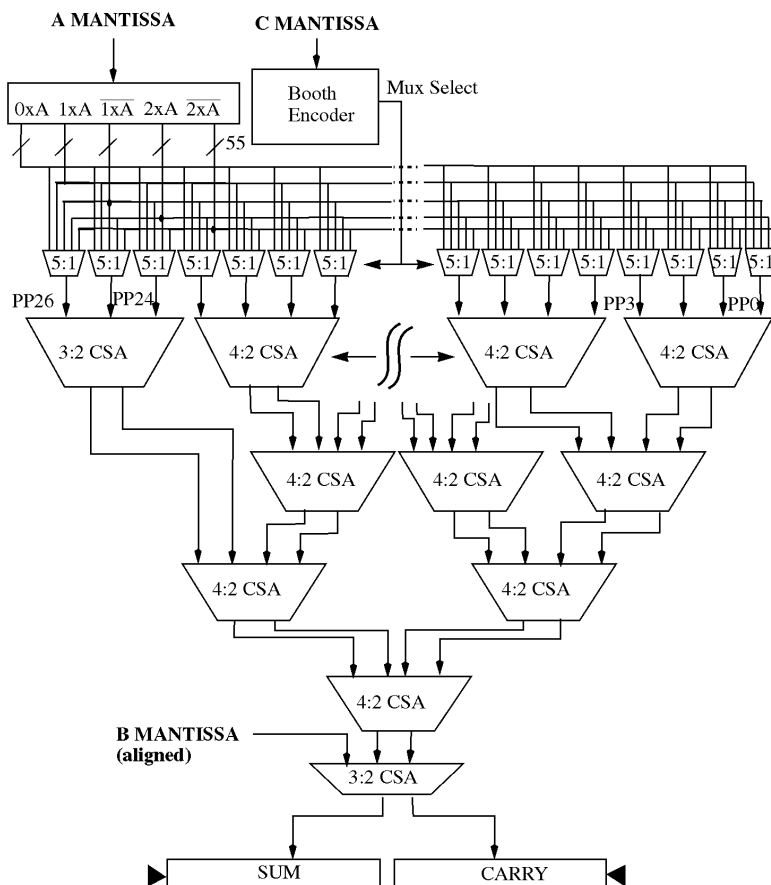 A MANTISSA
C MANTISSA
0xA 1xA 1xA 2xA 2xA
Booth
Encoder
Mux Select
55
5:1 5:1 5:1 5:1 5:1 5:1 5:1 5:1 5:1 5:1 5:1 5:1 5:1 5:1 5:1
PP26 PP24 PP3 PP0
3:2 CSA 4:2 CSA 4:2 CSA 4:2 CSA
4:2 CSA 4:2 CSA 4:2 CSA
4:2 CSA 4:2 CSA
4:2 CSA
B MANTISSA
(aligned)
3:2 CSA
SUM CARRY